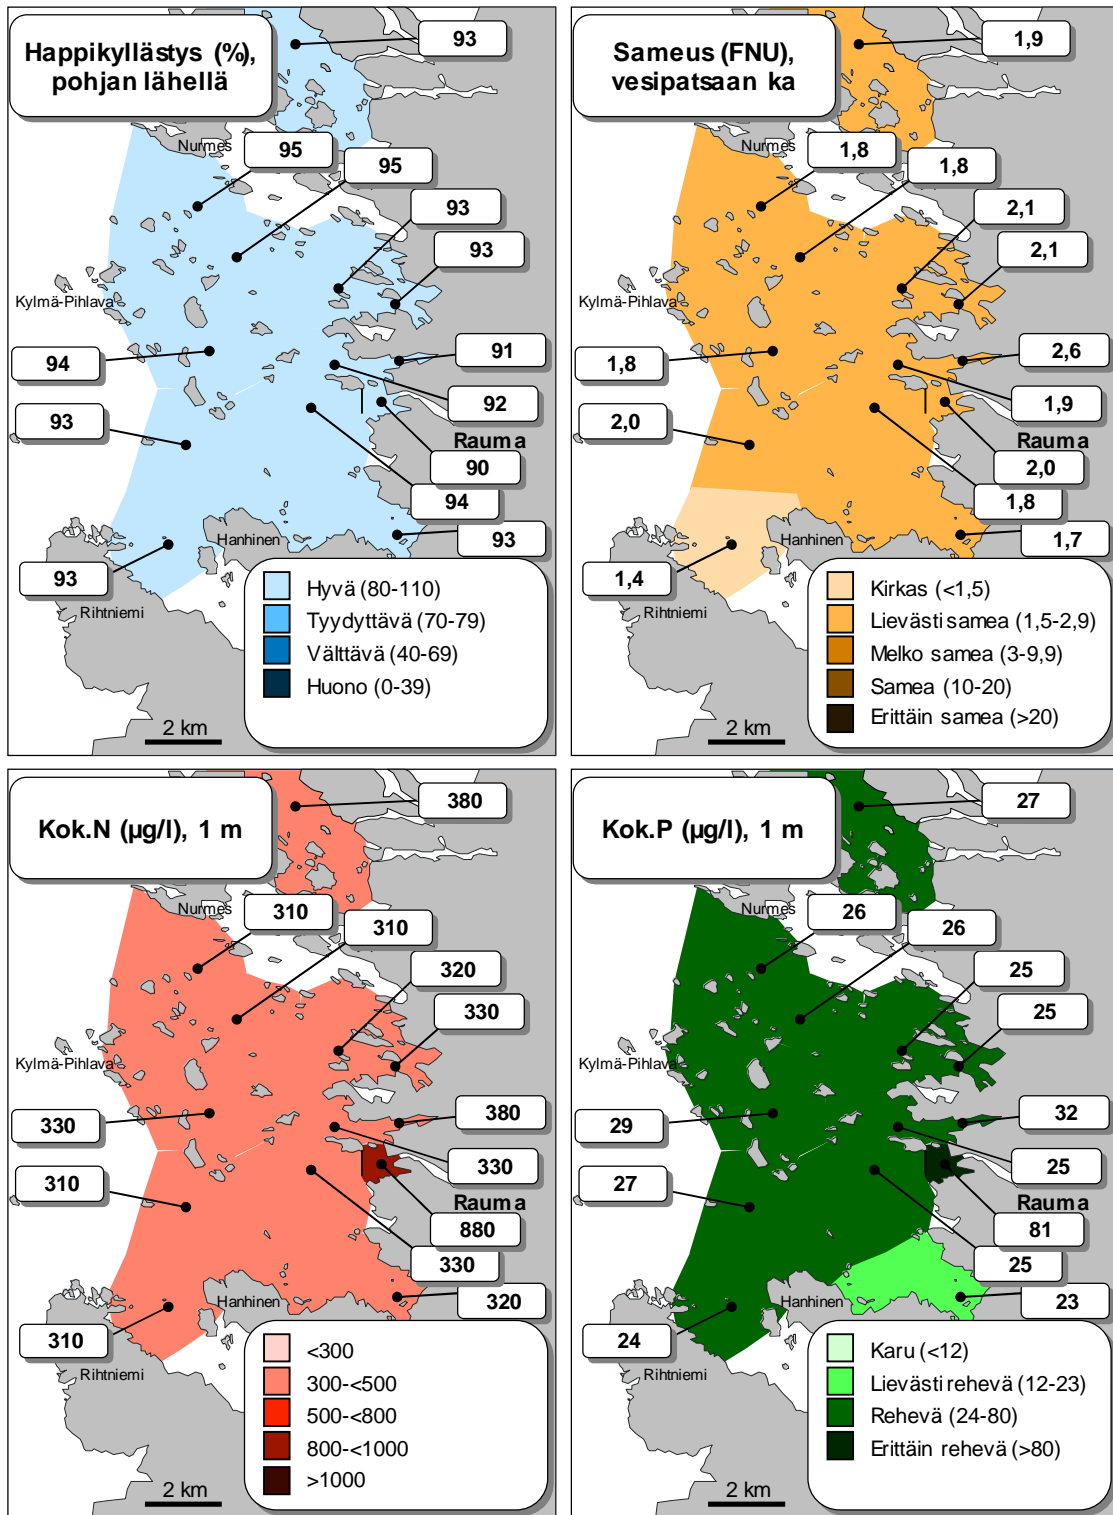 Happikyllästys (%),
pohjan lähellä
93
Nurmes
95
95
93
93
Kylmä-Pihlava
94
91
92
93
Rauma
90
94
Hanhinen
93
93
Rihtniemi
Hyvä (80-110)
Tyydyttävä (70-79)
Välttävä (40-69)
Huono (0-39)
2 km
Sameus (FNU),
vesipatsaan ka
1,9
Nurmes
1,8
1,8
2,1
2,1
Kylmä-Pihlava
1,8
2,6
1,9
2,0
Rauma
2,0
1,8
Hanhinen
1,7
1,4
Rihtniemi
Kirkas (<1,5)
Lievästi samea (1,5-2,9)
Melko samea (3-9,9)
Samea (10-20)
Erittäin samea (>20)
2 km
Kok.N (µg/l), 1 m
380
Nurmes
310
310
320
330
Kylmä-Pihlava
330
380
330
310
Rauma
880
330
Hanhinen
320
310
Rihtniemi
<300
300-<500
500-<800
800-<1000
>1000
2 km
Kok.P (µg/l), 1 m
27
Nurmes
26
26
25
25
Kylmä-Pihlava
29
32
25
27
Rauma
81
25
Hanhinen
23
24
Rihtniemi
Karu (<12)
Lievästi rehevä (12-23)
Rehevä (24-80)
Erittäin rehevä (>80)
2 km